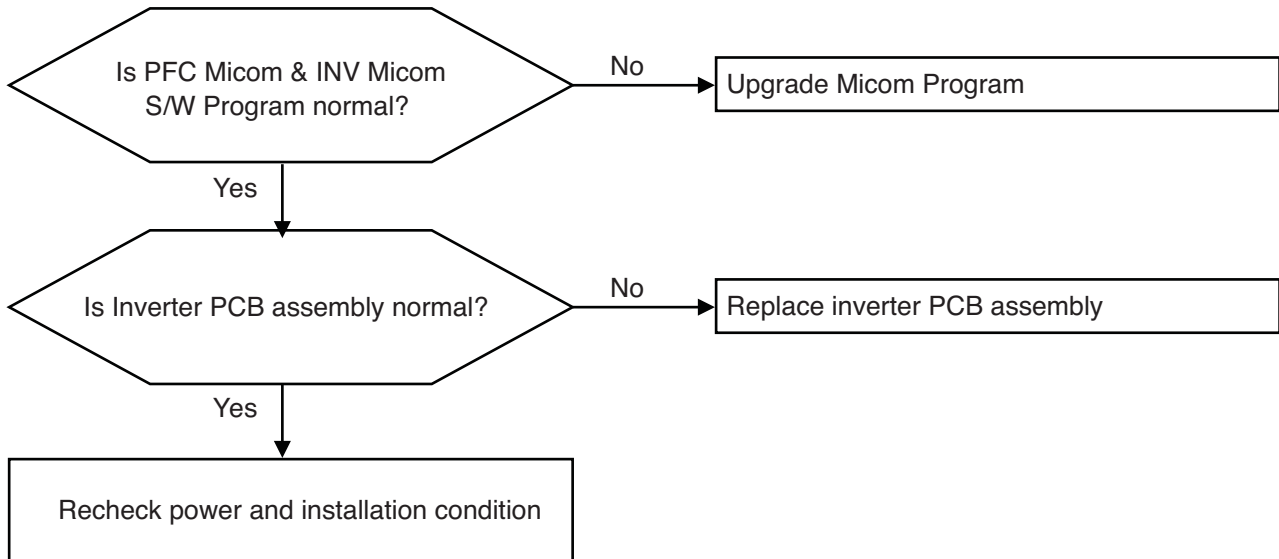 Is PFC Micom & INV Micom
S/W Program normal?
No
Upgrade Micom Program
Yes
Is Inverter PCB assembly normal?
No
Replace inverter PCB assembly
Yes
Recheck power and installation condition